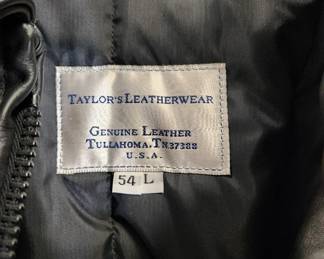 TAYLOR'S LEATHERWEAR
GENUINE LEATHER
TULLAHOMA, TN.37388
U.S.A.
54 L